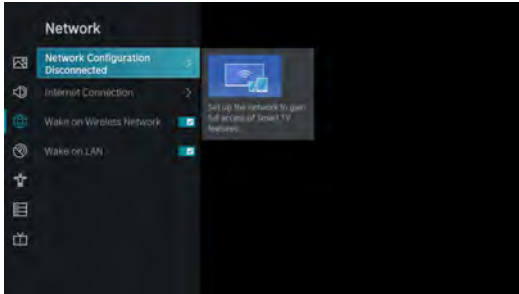 Network
Network Configuration
Disconnected
Internet Connection
Wake on Wireless Network
Wake on LAN
Set up the network to gain
full access of Smart TV
features.